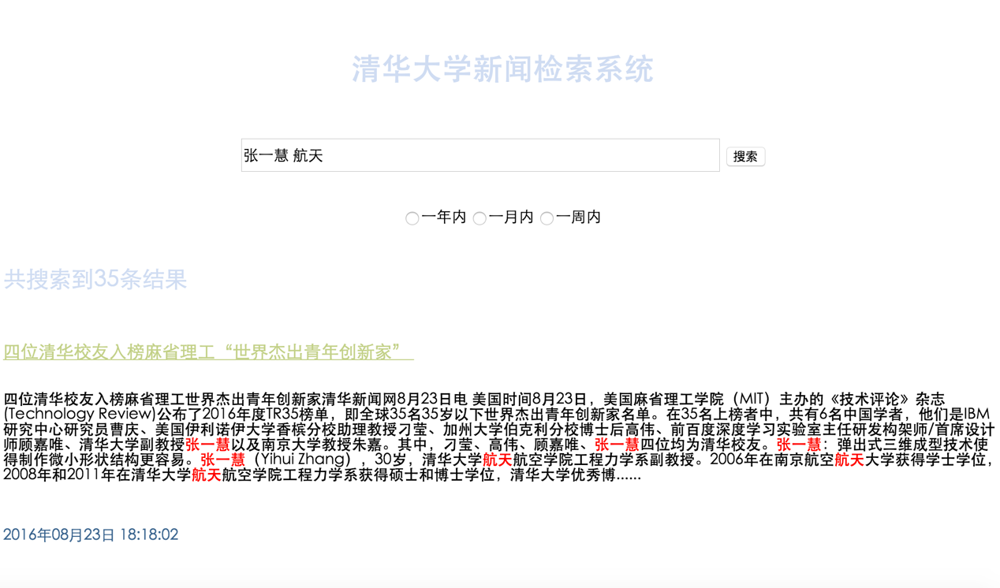 清华大学新闻检索系统
张一慧 航天 搜索
一年内 一月内 一周内
共搜索到35条结果
四位清华校友入榜麻省理工“世界杰出青年创新家”
四位清华校友入榜麻省理工世界杰出青年创新家清华新闻网8月23日电 美国时间8月23日，美国麻省理工学院（MIT）主办的《技术评论》杂志
(Technology Review)公布了2016年度TR35榜单，即全球35名35岁以下世界杰出青年创新家名单。在35名上榜者中，共有6名中国学者，他们是IBM
研究中心研究员曹庆、美国伊利诺伊大学香槟分校助理教授刁莹、加州大学伯克利分校博士后高伟、前百度深度学习实验室主任研发构架师/首席设计
师顾嘉唯、清华大学副教授张一慧以及南京大学教授朱嘉。其中，刁莹、高伟、顾嘉唯、张一慧四位均为清华校友。张一慧：弹出式三维成型技术使
得制作微小形状结构更容易。张一慧（Yihui Zhang），30岁，清华大学航天航空学院工程力学系副教授。2006年在南京航空航天大学获得学士学位，
2008年和2011年在清华大学航天航空学院工程力学系获得硕士和博士学位，清华大学优秀博......
2016年08月23日 18:18:02